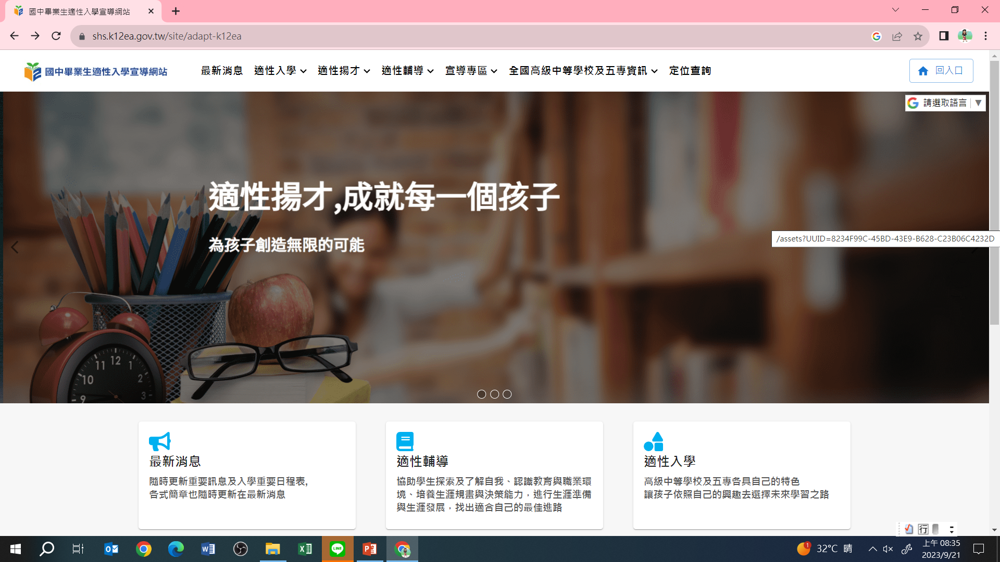 國中畢業生適性入學宣導網站
shs.k12ea.gov.tw/site/adapt-k12ea
國中畢業生適性入學宣導網站
最新消息 適性入學 適性揚才 適性輔導 宣導專區 全國高級中等學校及五專資訊 定位查詢
回入口
請選取語言 ▼
適性揚才,成就每一個孩子
為孩子創造無限的可能
/assets?UUID=8234F99C-45BD-43E9-B628-C23B06C4232D
12
11
1
10
2
3
9
最新消息
隨時更新重要訊息及入學重要日程表,
各式簡章也隨時更新在最新消息
適性輔導
協助學生探索及了解自我、認識教育與職業環
境、培養生涯規畫與決策能力，進行生涯準備
與生涯發展，找出適合自己的最佳進路
適性入學
高級中等學校及五專各具自己的特色
讓孩子依照自己的興趣去選擇未來學習之路
行
LINE
1
32°C 晴
上午 08:35
2023/9/21